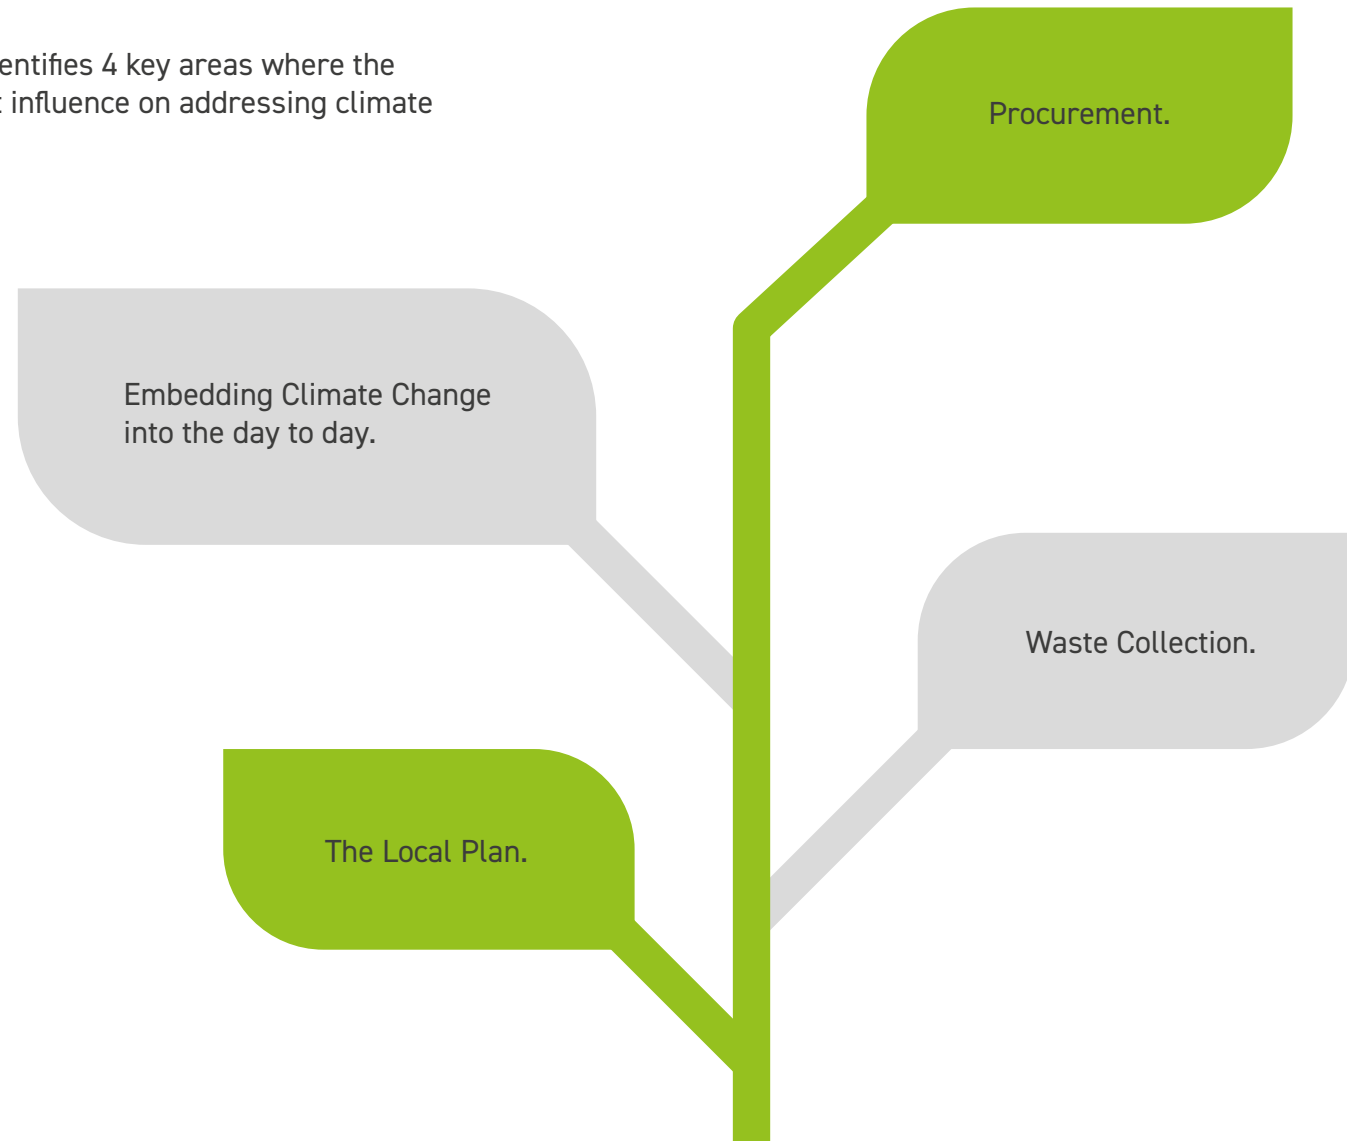 entifies 4 key areas where the
t influence on addressing climate
Procurement.
Embedding Climate Change
into the day to day.
Waste Collection.
The Local Plan.